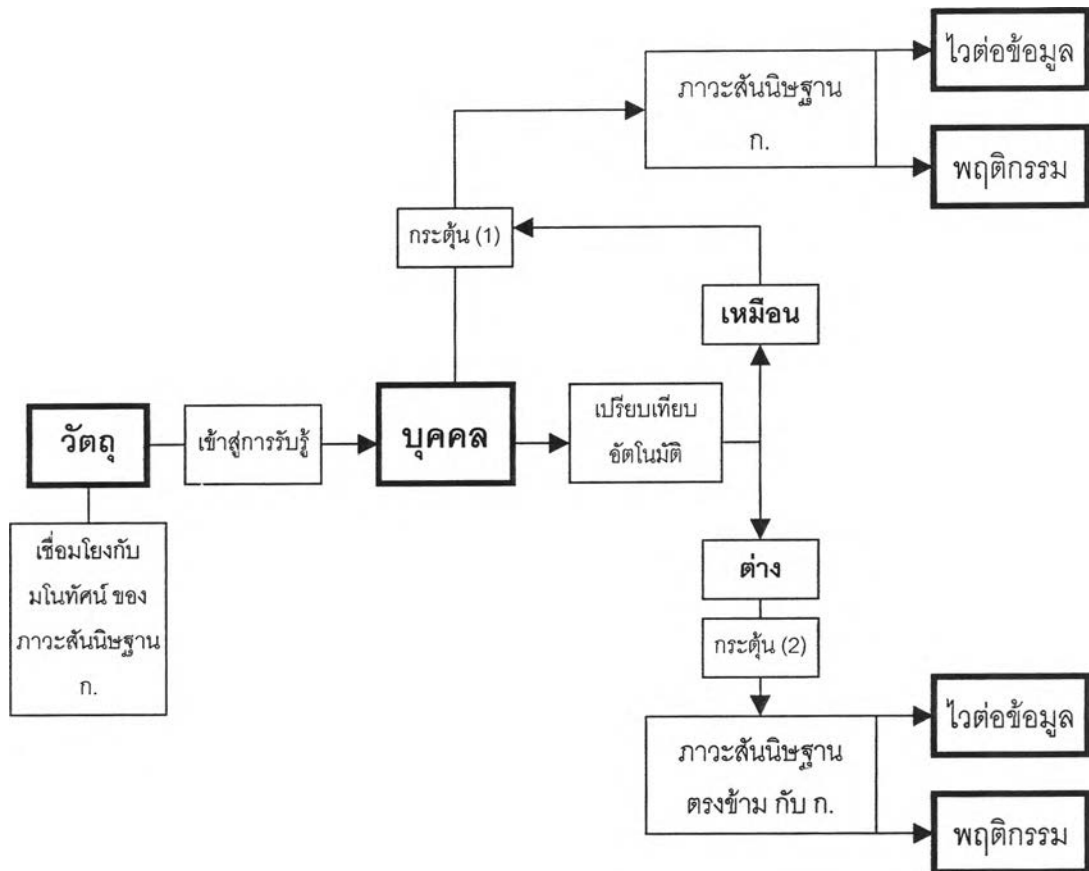 ไวต่อข้อมูล
ภาวะสันนิษฐาน
ก.
พฤติกรรม
กระตุ้น (1)
เหมือน
วัตถุ
เข้าสู่การรับรู้
บุคคล
เปรียบเทียบ
อัตโนมัติ
เชื่อมโยงกับ
มโนทัศน์ ของ
ภาวะสันนิษฐาน
ก.
ต่าง
กระตุ้น (2)
ไวต่อข้อมูล
ภาวะสันนิษฐาน
ตรงข้าม กับ ก.
พฤติกรรม